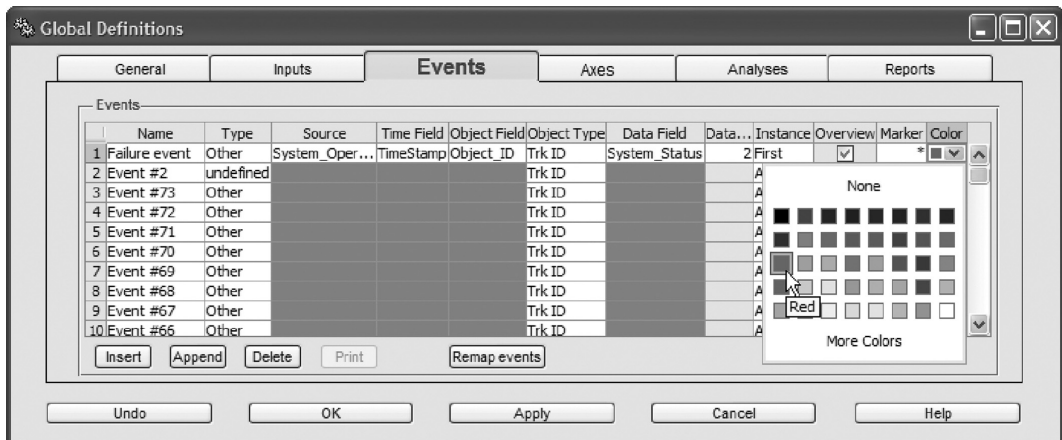 Global Definitions
General Inputs Events Axes Analyses Reports
Events
Name Type Source Time Field Object Field Object Type Data Field Data... Instance Overview Marker Color
1 Failure event Other System_Oper... TimeStamp Object_ID Trk ID System_Status 2 First *
2 Event #2 undefined Trk ID A
3 Event #73 Other Trk ID A
4 Event #72 Other Trk ID A
5 Event #71 Other Trk ID A
6 Event #70 Other Trk ID A
7 Event #69 Other Trk ID A
8 Event #68 Other Trk ID A
9 Event #67 Other Trk ID A
10 Event #66 Other Trk ID A
None
Red
More Colors
Insert Append Delete Print Remap events
Undo OK Apply Cancel Help